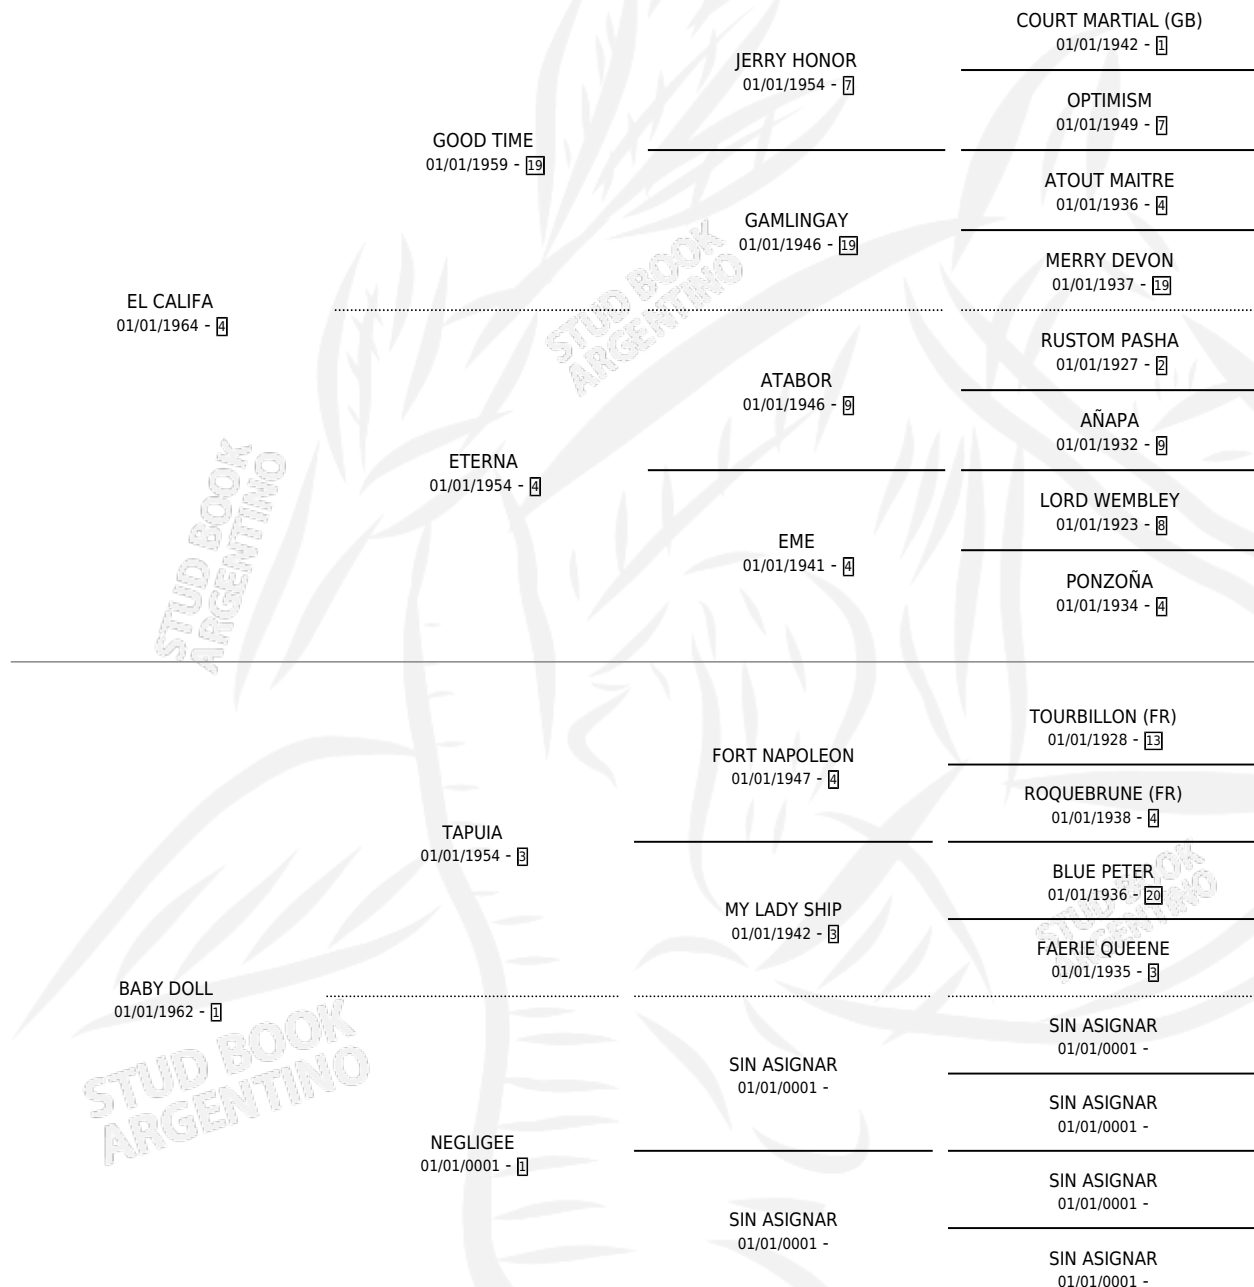 COURT MARTIAL (GB)
01/01/1942 - 1
JERRY HONOR
01/01/1954 - 7
OPTIMISM
01/01/1949 - 7
GOOD TIME
01/01/1959 - 19
ATOUT MAITRE
01/01/1936 - 4
GAMLINGAY
01/01/1946 - 19
MERRY DEVON
01/01/1937 - 19
EL CALIFA
01/01/1964 - 4
RUSTOM PASHA
01/01/1927 - 2
ATABOR
01/01/1946 - 9
AÑAPA
01/01/1932 - 9
ETERNA
01/01/1954 - 4
LORD WEMBLEY
01/01/1923 - 8
EME
01/01/1941 - 4
PONZOÑA
01/01/1934 - 4
STUD BOOK
ARGENTINO
STUD BOOK
ARGENTINO
TOURBILLON (FR)
01/01/1928 - 13
FORT NAPOLEON
01/01/1947 - 4
ROQUEBRUNE (FR)
01/01/1938 - 4
TAPUIA
01/01/1954 - 3
BLUE PETER
01/01/1936 - 20
MY LADY SHIP
01/01/1942 - 3
FAERIE QUEENE
01/01/1935 - 3
BABY DOLL
01/01/1962 - 1
SIN ASIGNAR
01/01/0001 -
SIN ASIGNAR
01/01/0001 -
SIN ASIGNAR
01/01/0001 -
NEGLIGEE
01/01/0001 - 1
SIN ASIGNAR
01/01/0001 -
SIN ASIGNAR
01/01/0001 -
SIN ASIGNAR
01/01/0001 -
STUD BOOK
ARGENTINO
STUD BOOK
ARGENTINO